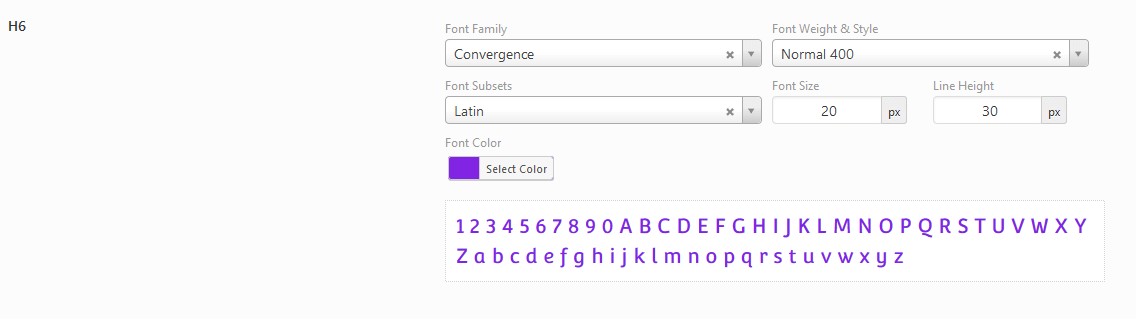 H6
Font Family
Font Weight & Style
Convergence
Normal 400
Font Subsets
Font Size
Line Height
Latin
20 px
30 px
Font Color
Select Color
1 2 3 4 5 6 7 8 9 0 A B C D E F G H I J K L M N O P Q R S T U V W X Y
Z a b c d e f g h i j k l m n o p q r s t u v w x y z